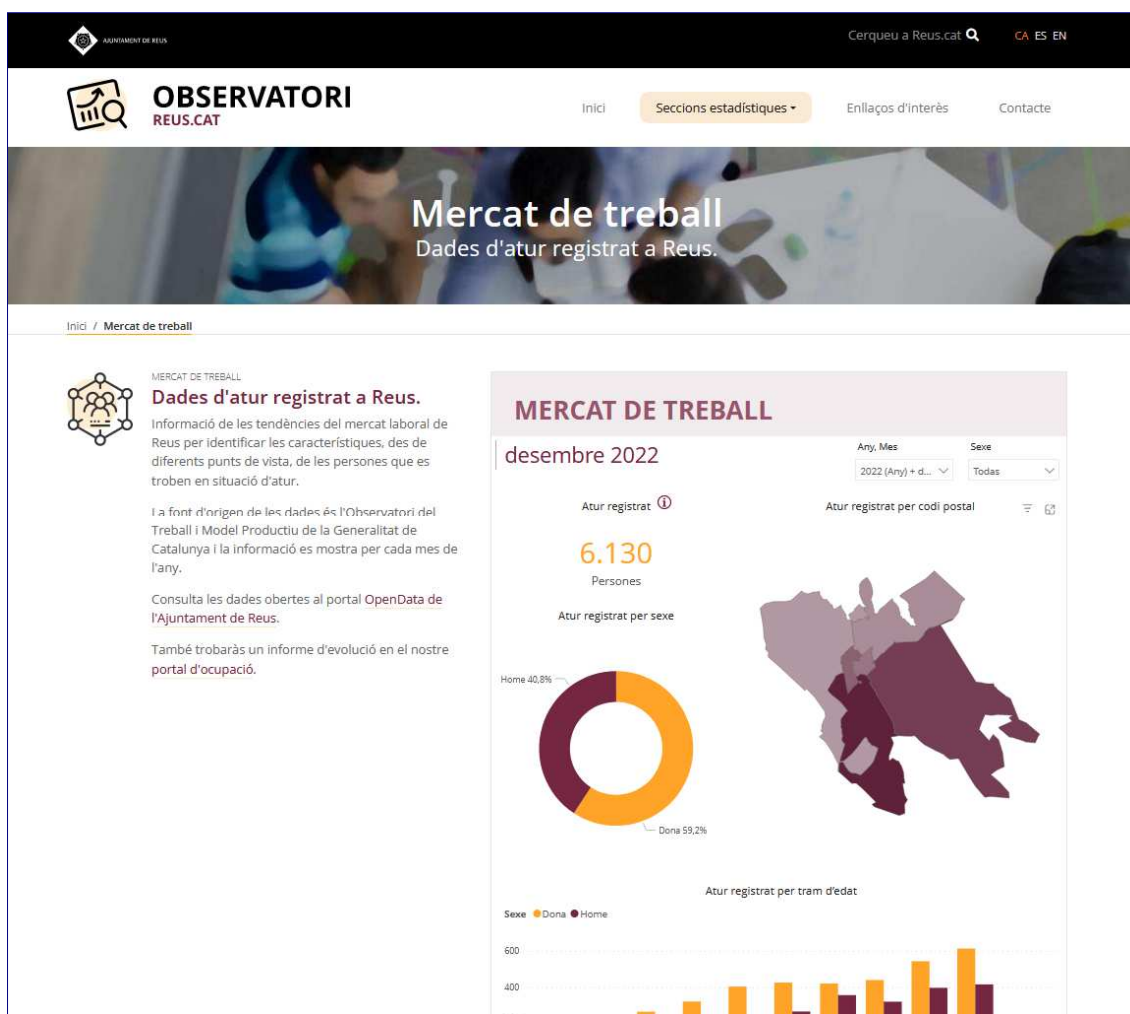 AJUNTAMENT DE REUS
Cerqueu a Reus.cat
CA ES EN
OBSERVATORI
REUS.CAT
Inici
Seccions estadístiques
Enllaços d'interès
Contacte
Mercat de treball
Dades d'atur registrat a Reus.
Inici / Mercat de treball
MERCAT DE TREBALL
Dades d'atur registrat a Reus.
Informació de les tendències del mercat laboral de
Reus per identificar les característiques, des de
diferents punts de vista, de les persones que es
troben en situació d'atur.
La font d'origen de les dades és l'Observatori del
Treball i Model Productiu de la Generalitat de
Catalunya i la informació es mostra per cada mes de
l'any.
Consulta les dades obertes al portal OpenData de
l'Ajuntament de Reus.
També trobaràs un informe d'evolució en el nostre
portal d'ocupació.
MERCAT DE TREBALL
desembre 2022
Any, Mes
2022 (Any) + d...
Sexe
Todas
Atur registrat
6.130
Persones
Atur registrat per codi postal
Atur registrat per sexe
Home 40,8%
Dona 59,2%
Atur registrat per tram d'edat
Sexe Dona Home
600
400